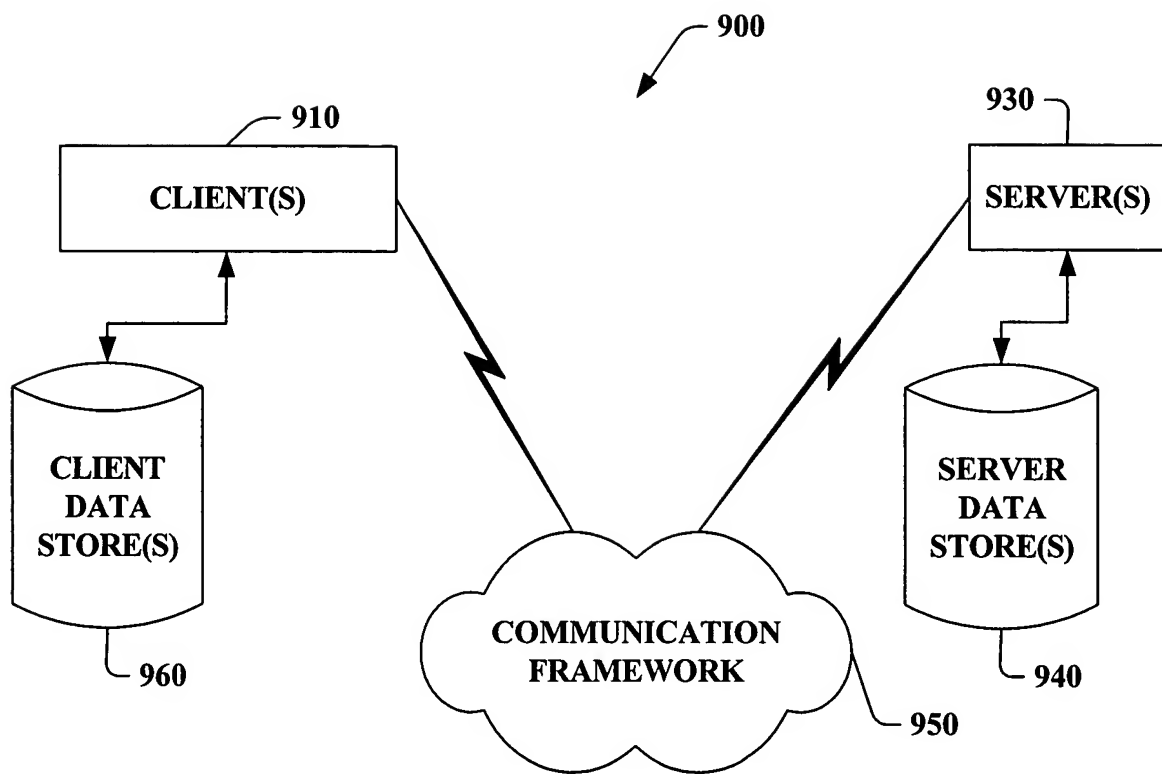 900
910
CLIENT(S)
930
SERVER(S)
CLIENT
DATA
STORE(S)
960
SERVER
DATA
STORE(S)
940
COMMUNICATION
FRAMEWORK
950